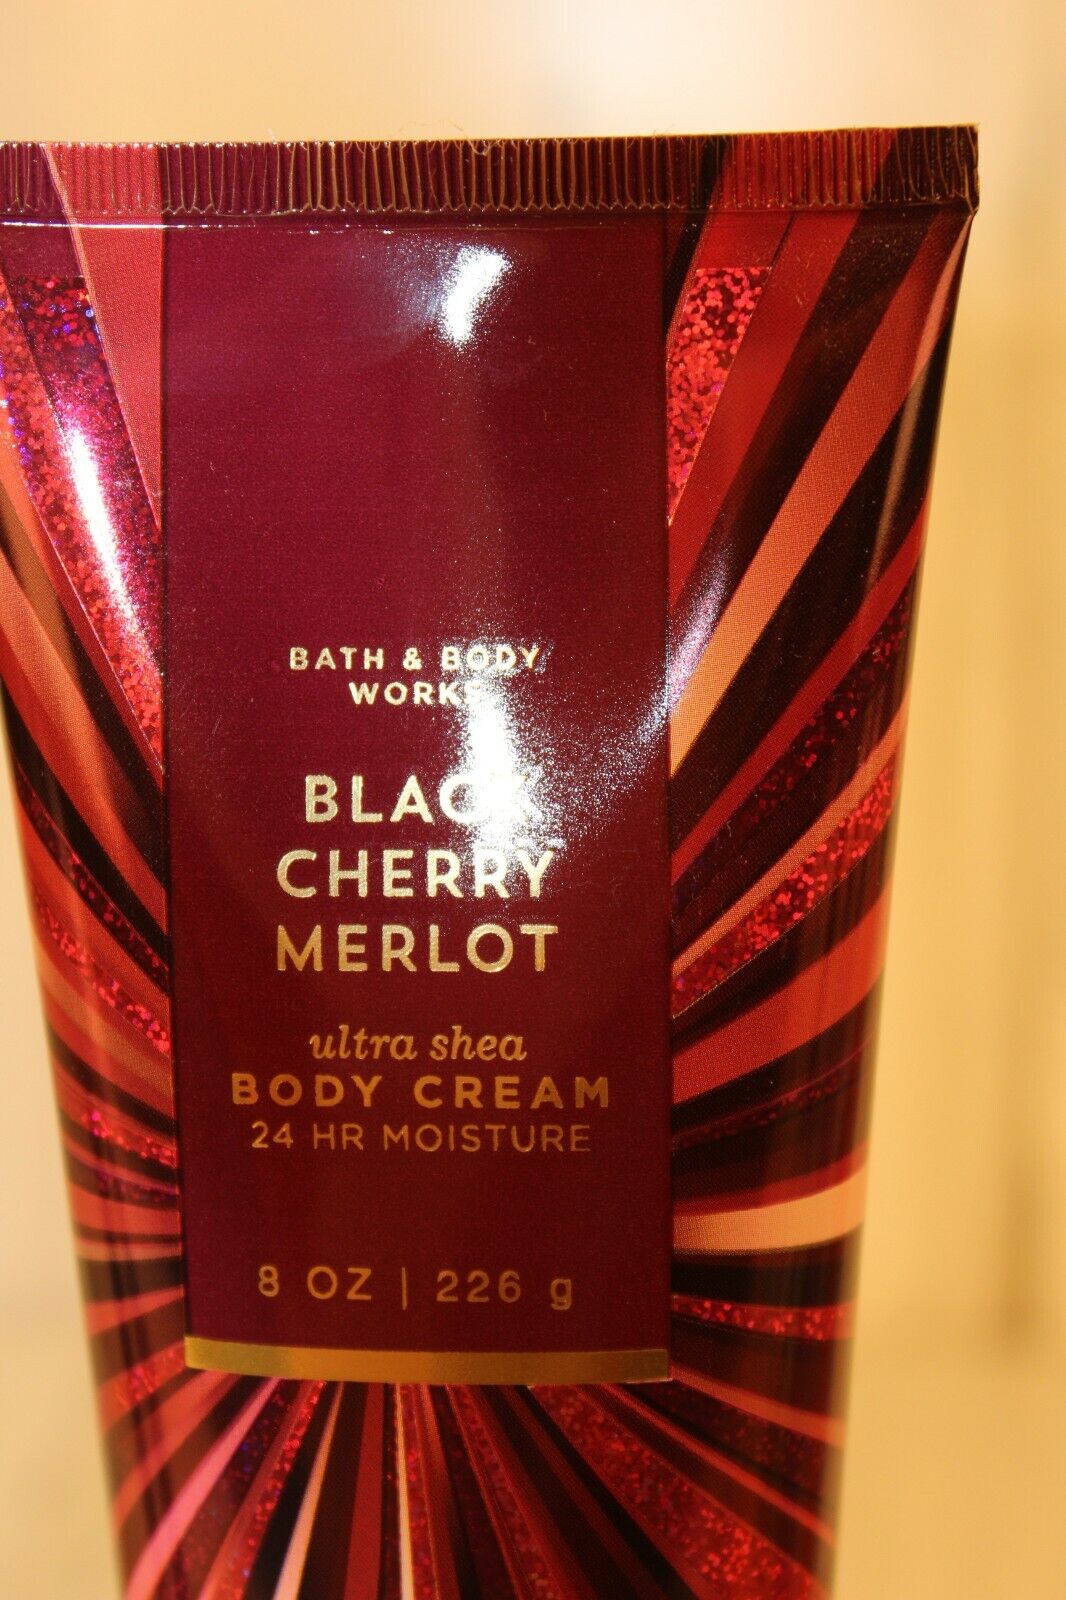 BATH & BODY
WORKS
BLACK
CHERRY
MERLOT
ultra shea
BODY CREAM
24 HR MOISTURE
8 OZ | 226 g